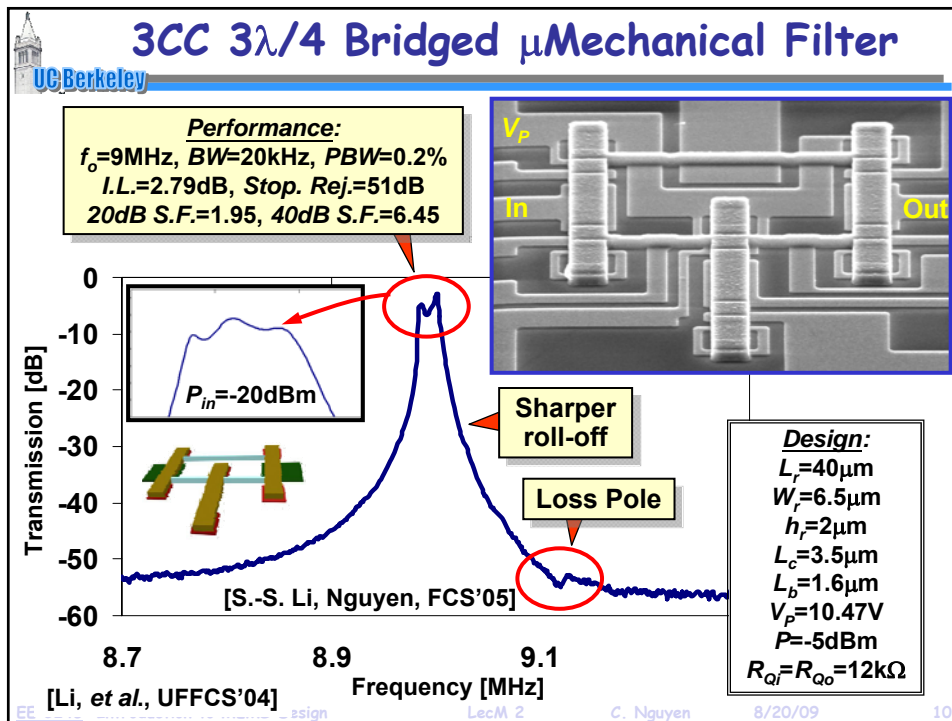 3CC 3λ/4 Bridged μMechanical Filter
UC Berkeley
Performance:
fo=9MHz, BW=20kHz, PBW=0.2%
I.L.=2.79dB, Stop. Rej.=51dB
20dB S.F.=1.95, 40dB S.F.=6.45
VP
In
Out
0
-10
-20
-30
-40
-50
-60
Transmission [dB]
Pin=-20dBm
Sharper
roll-off
Loss Pole
[S.-S. Li, Nguyen, FCS'05]
Design:
Lr=40μm
Wr=6.5μm
hr=2μm
Lc=3.5μm
Lb=1.6μm
VP=10.47V
P=-5dBm
RQi=RQo=12kΩ
8.7
8.9
9.1
Frequency [MHz]
[Li, et al., UFFCS'04]
EE
Design
LecM 2
C. Nguyen
8/20/09
10